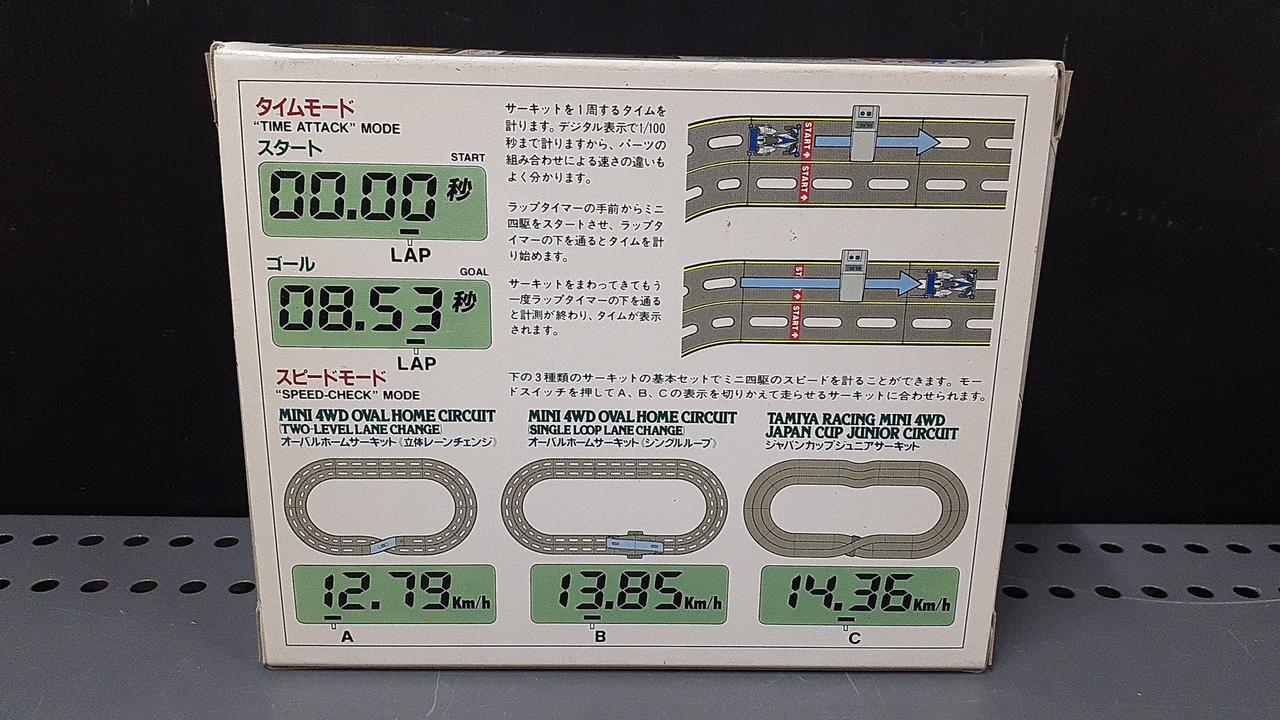 タイムモード
"TIME ATTACK" MODE
スタート
START
00.00秒
LAP
ゴール
GOAL
08.53秒
LAP
サーキットを1周するタイムを
計ります。デジタル表示で1/100
秒まで計りますから、パーツの
組み合わせによる速さの違いも
よく分かります。
ラップタイマーの手前からミニ
四駆をスタートさせ、ラップタ
イマーの下を通るとタイムを計
り始めます。
サーキットをまわってきてもう
一度ラップタイマーの下を通る
と計測が終わり、タイムが表示
されます。
START
START
ST
START
スピードモード
"SPEED-CHECK" MODE
下の3種類のサーキットの基本セットでミニ四駆のスピードを計ることができます。モー
ドスイッチを押してA、B、Cの表示を切りかえて走らせるサーキットに合わせられます。
MINI 4WD OVAL HOME CIRCUIT
(TWO-LEVEL LANE CHANGE)
オーバルホームサーキット《立体レーンチェンジ》
12.79Km/h
A
MINI 4WD OVAL HOME CIRCUIT
(SINGLE LOOP LANE CHANGE)
オーバルホームサーキット《シングルループ》
13.85Km/h
B
TAMIYA RACING MINI 4WD
JAPAN CUP JUNIOR CIRCUIT
ジャパンカップジュニアサーキット
14.36Km/h
C